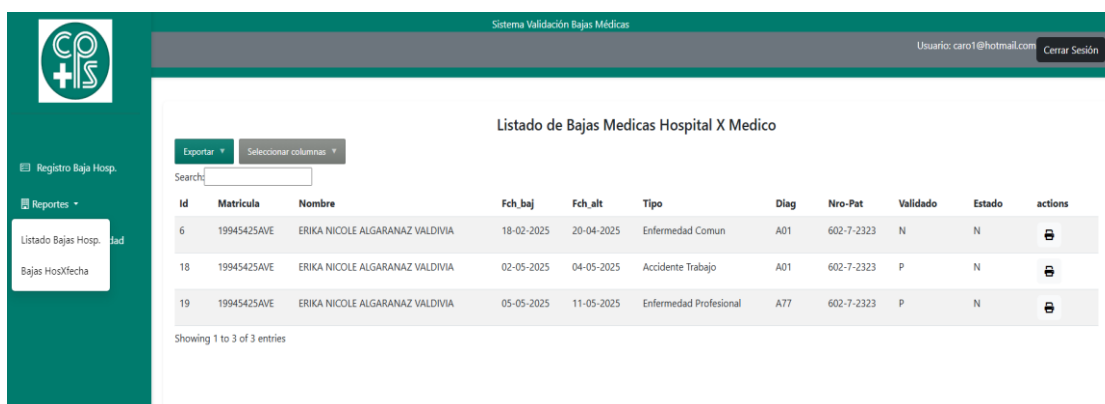 CPS
Sistema Validación Bajas Médicas
Usuario: caro1@hotmail.com Cerrar Sesión
Registro Baja Hosp.
Reportes
Listado Bajas Hosp. dad
Bajas HosXfecha
Listado de Bajas Medicas Hospital X Medico
Exportar Seleccionar columnas
Search:
Id Matricula Nombre Fch_baj Fch_alt Tipo Diag Nro-Pat Validado Estado actions
6 19945425AVE ERIKA NICOLE ALGARANAZ VALDIVIA 18-02-2025 20-04-2025 Enfermedad Comun A01 602-7-2323 N N
18 19945425AVE ERIKA NICOLE ALGARANAZ VALDIVIA 02-05-2025 04-05-2025 Accidente Trabajo A01 602-7-2323 P N
19 19945425AVE ERIKA NICOLE ALGARANAZ VALDIVIA 05-05-2025 11-05-2025 Enfermedad Profesional A77 602-7-2323 P N
Showing 1 to 3 of 3 entries